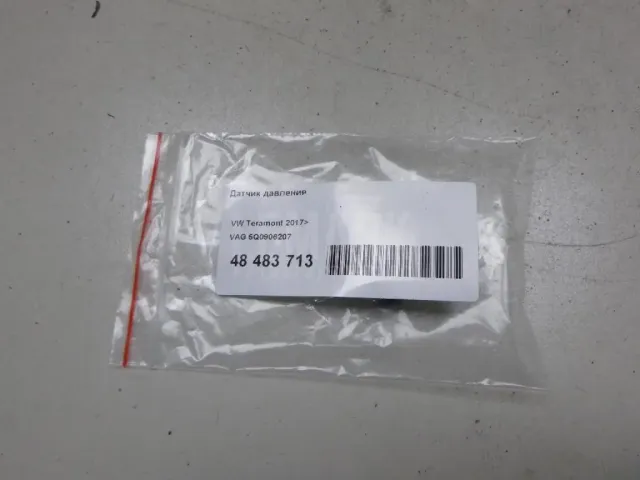 Датчик давления
VW Teramont 2017>
VAG 5Q0906207
48 483 713